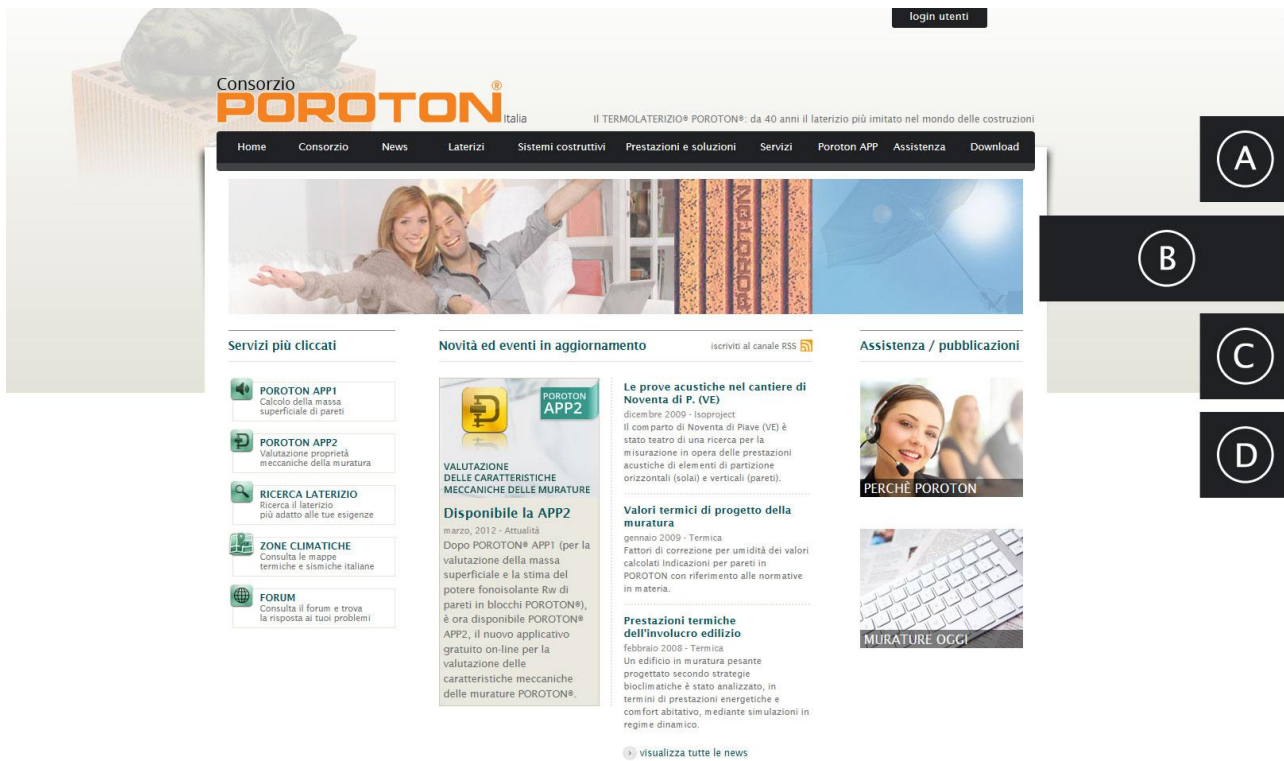 login utenti
Consorzio
POROTON®
Italia
Il TERMOLATERIZIO® POROTON®: da 40 anni il laterizio più imitato nel mondo delle costruzioni
Home Consorzio News Laterizi Sistemi costruttivi Prestazioni e soluzioni Servizi Poroton APP Assistenza Download
A
B
C
D
POROTON
Servizi più cliccati
POROTON APP1
Calcolo della massa
superficiale di pareti
POROTON APP2
Valutazione proprietà
meccaniche della muratura
RICERCA LATERIZIO
Ricerca il laterizio
più adatto alle tue esigenze
ZONE CLIMATICHE
Consulta le mappe
termiche e sismiche italiane
FORUM
Consulta il forum e trova
la risposta ai tuoi problemi
Novità ed eventi in aggiornamento
iscriviti al canale RSS
POROTON
APP2
VALUTAZIONE
DELLE CARATTERISTICHE
MECCANICHE DELLE MURATURE
Disponibile la APP2
marzo, 2012 - Attualità
Dopo POROTON® APP1 (per la
valutazione della massa
superficiale e la stima del
potere fonoisolante Rw di
pareti in blocchi POROTON®),
è ora disponibile POROTON®
APP2, il nuovo applicativo
gratuito on-line per la
valutazione delle
caratteristiche meccaniche
delle murature POROTON®.
Le prove acustiche nel cantiere di
Noventa di P. (VE)
dicembre 2009 - Isoproject
Il comparto di Noventa di Piave (VE) è
stato teatro di una ricerca per la
misurazione in opera delle prestazioni
acustiche di elementi di partizione
orizzontali (solai) e verticali (pareti).
Valori termici di progetto della
muratura
gennaio 2009 - Termica
Fattori di correzione per umidità dei valori
calcolati Indicazioni per pareti in
POROTON con riferimento alle normative
in materia.
Prestazioni termiche
dell'involucro edilizio
febbraio 2008 - Termica
Un edificio in muratura pesante
progettato secondo strategie
bioclimatiche è stato analizzato, in
termini di prestazioni energetiche e
comfort abitativo, mediante simulazioni in
regime dinamico.
visualizza tutte le news
Assistenza / pubblicazioni
PERCHÈ POROTON
MURATURE OGGI